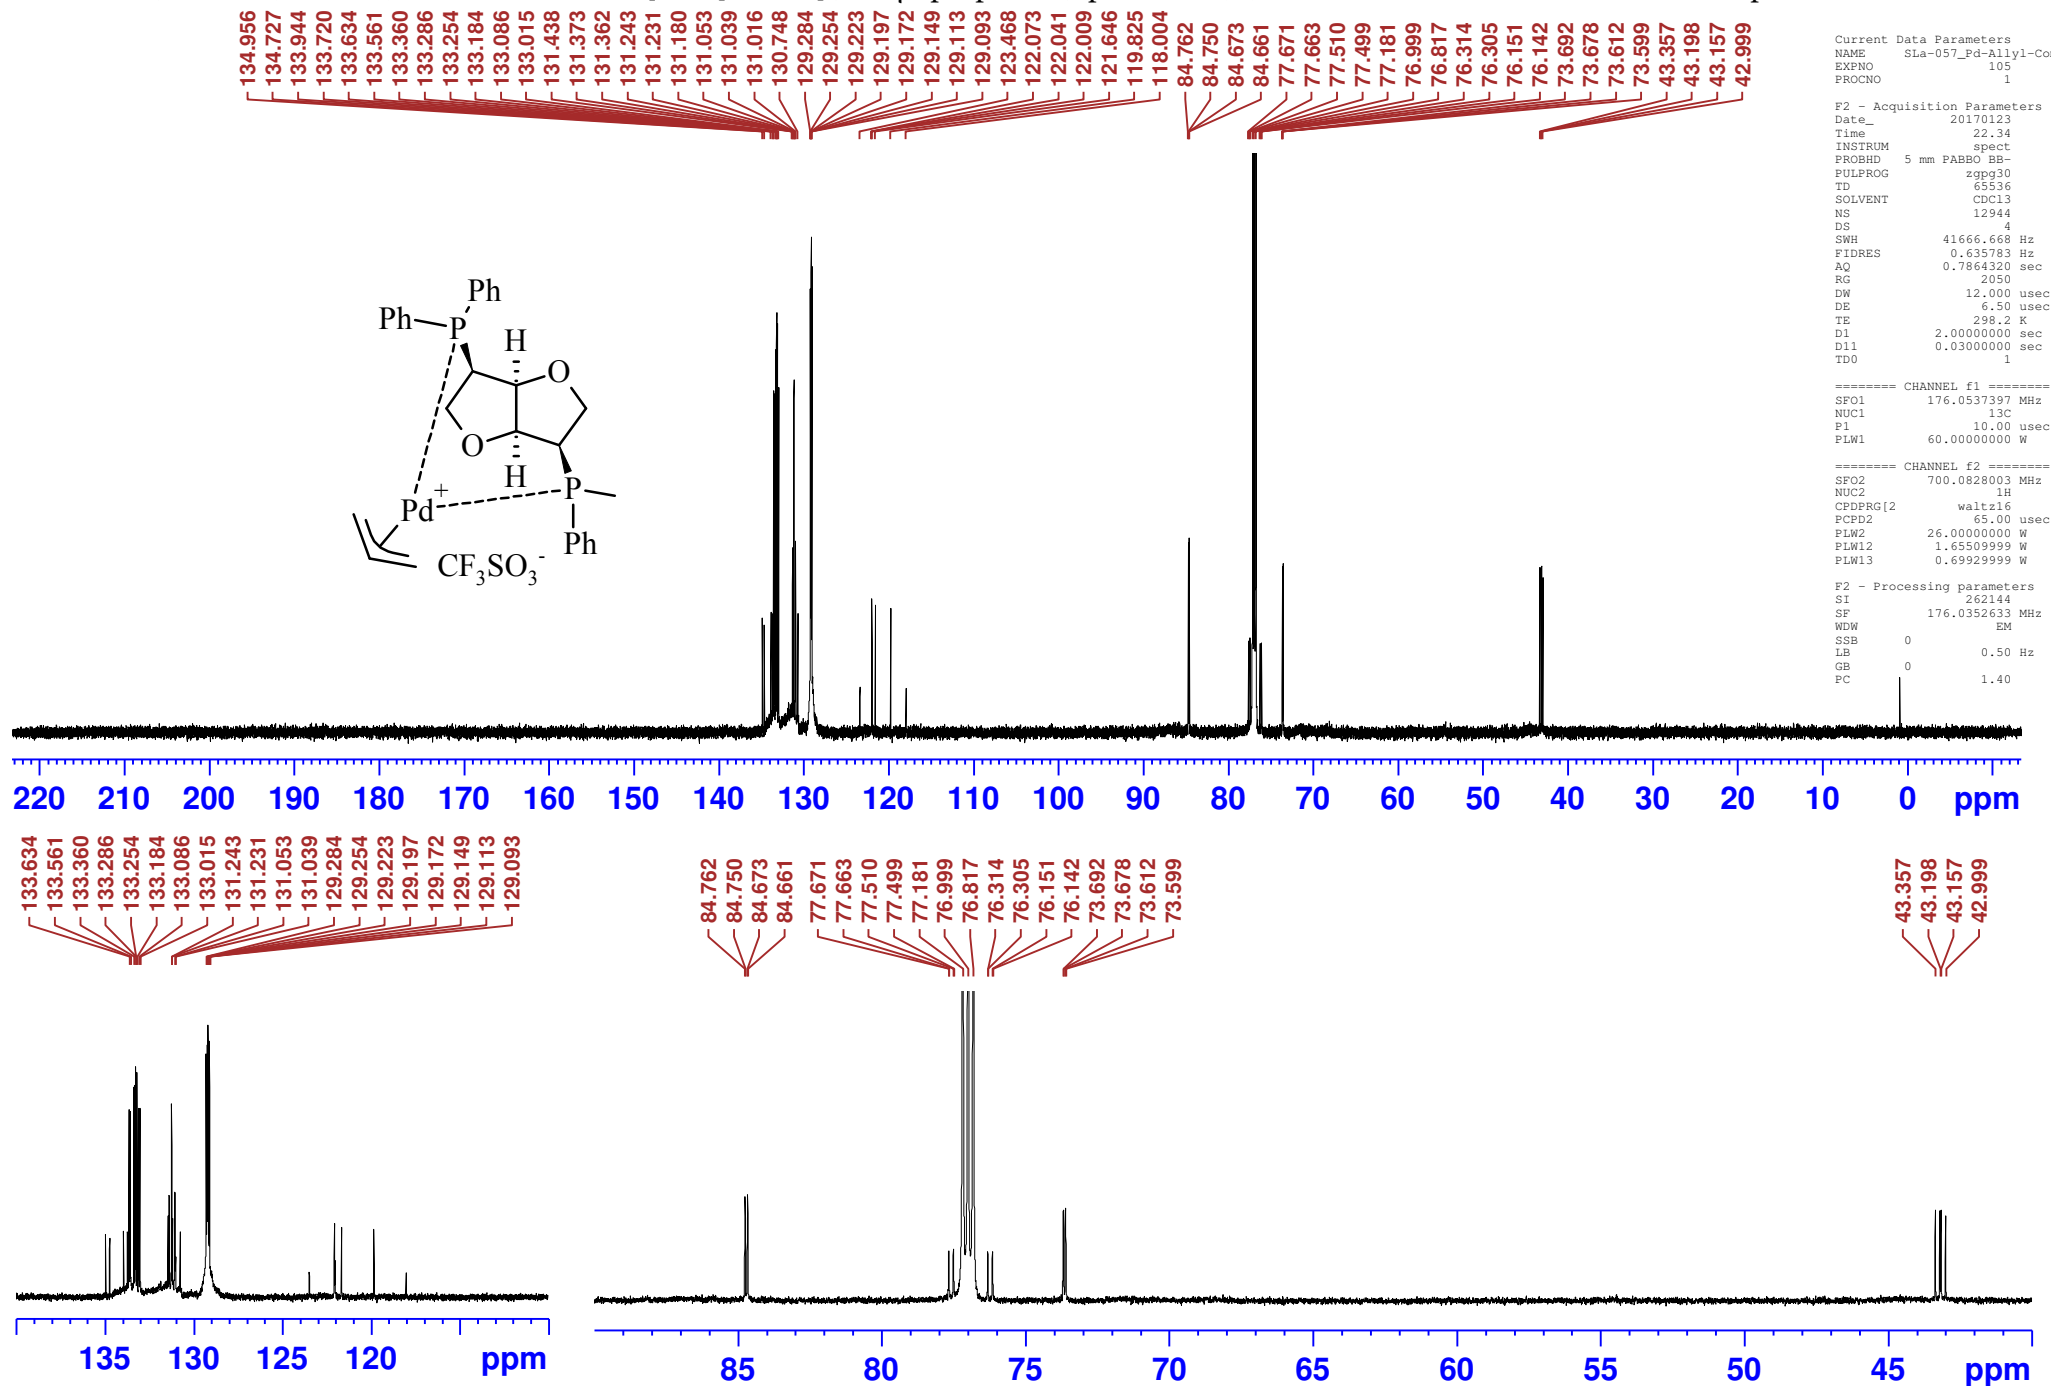 134.956
134.727
133.944
133.720
133.634
133.561
133.360
133.286
133.254
133.184
133.086
133.015
131.438
131.373
131.362
131.243
131.231
131.180
131.053
131.039
131.016
130.748
129.284
129.254
129.223
129.197
129.172
129.149
129.113
129.093
123.468
122.073
122.041
122.009
121.646
119.825
118.004
84.762
84.750
84.673
84.661
77.671
77.663
77.510
77.499
77.181
76.999
76.817
76.314
76.305
76.151
76.142
73.692
73.678
73.612
73.599
43.357
43.198
43.157
42.999
Current Data Parameters
NAME SLa-057_Pd-Allyl-Co
EXPNO 105
PROCNO 1
F2 - Acquisition Parameters
Date_ 20170123
Time 22.34
INSTRUM spect
PROBHD 5 mm PABBO BB-
PULPROG zgpg30
TD 65536
SOLVENT CDCl3
NS 12944
DS 4
SWH 41666.668 Hz
FIDRES 0.635783 Hz
AQ 0.7864320 sec
RG 2050
DW 12.000 usec
DE 6.50 usec
TE 298.2 K
D1 2.00000000 sec
D11 0.03000000 sec
TD0 1
======== CHANNEL f1 ========
SFO1 176.0537397 MHz
NUC1 13C
P1 10.00 usec
PLW1 60.00000000 W
======== CHANNEL f2 ========
SFO2 700.0828003 MHz
NUC2 1H
CPDPRG[2 waltz16
PCPD2 65.00 usec
PLW2 26.00000000 W
PLW12 1.65509999 W
PLW13 0.69929999 W
F2 - Processing parameters
SI 262144
SF 176.0352633 MHz
WDW EM
SSB 0
LB 0.50 Hz
GB 0
PC 1.40
Ph
Ph P
H
O
O
H
Pd+ P
Ph
CF3SO3-
220 210 200 190 180 170 160 150 140 130 120 110 100 90 80 70 60 50 40 30 20 10 0 ppm
133.634
133.561
133.360
133.286
133.254
133.184
133.086
133.015
131.243
131.231
131.053
131.039
129.284
129.254
129.223
129.197
129.172
129.149
129.113
129.093
84.762
84.750
84.673
84.661
77.671
77.663
77.510
77.499
77.181
76.999
76.817
76.314
76.305
76.151
76.142
73.692
73.678
73.612
73.599
43.357
43.198
43.157
42.999
135 130 125 120 ppm
85 80 75 70 65 60 55 50 45 ppm